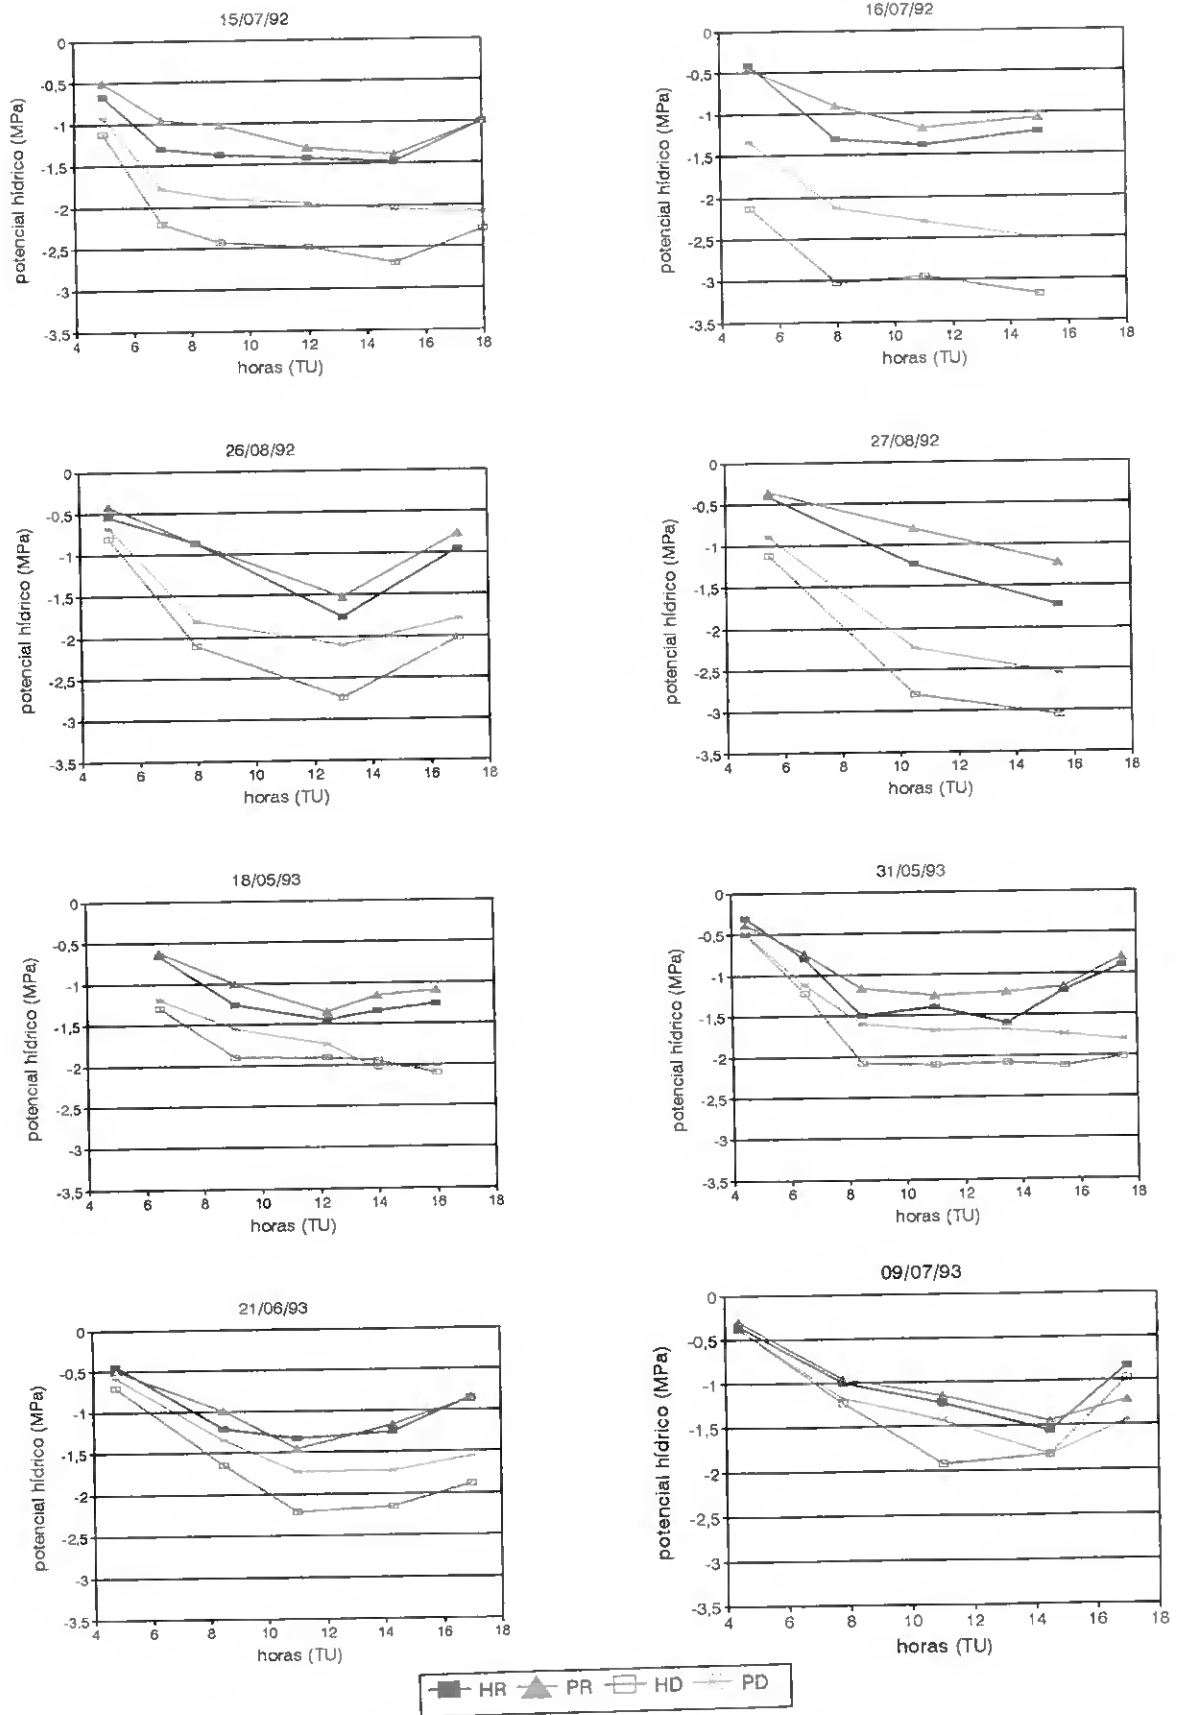 15/07/92
0
-0,5
-1
-1.5
-2
-2.5
-3
-3.5
4 6 8 10 12 14 16 18
potencial hídrico (MPa)
horas (TU)
16/07/92
0
-0,5
-1
-1.5
-2
-2.5
-3
-3.5
4 6 8 10 12 14 16 18
potencial hídrico (MPa)
horas (TU)
26/08/92
0
-0.5
-1
-1.5
-2
-2.5
-3
-3.5
4 6 8 10 12 14 16 18
potencial hídrico (MPa)
horas (TU)
27/08/92
0
-0.5
-1
-1.5
-2
-2.5
-3
-3.5
4 6 8 10 12 14 16 18
potencial hídrico (MPa)
horas (TU)
18/05/93
0
-0,5
-1
-1.5
-2
-2.5
-3
-3.5
4 6 8 10 12 14 16 18
potencial hídrico (MPa)
horas (TU)
31/05/93
0
-0.5
-1
-1.5
-2
-2.5
-3
-3.5
4 6 8 10 12 14 16 18
potencial hídrico (MPa)
horas (TU)
21/06/93
0
-0.5
-1
-1.5
-2
-2.5
-3
-3.5
4 6 8 10 12 14 16 18
potencial hídrico (MPa)
horas (TU)
09/07/93
0
-0,5
-1
-1.5
-2
-2,5
-3
-3.5
4 6 8 10 12 14 16 18
potencial hídrico (MPa)
horas (TU)
HR PR HD PD